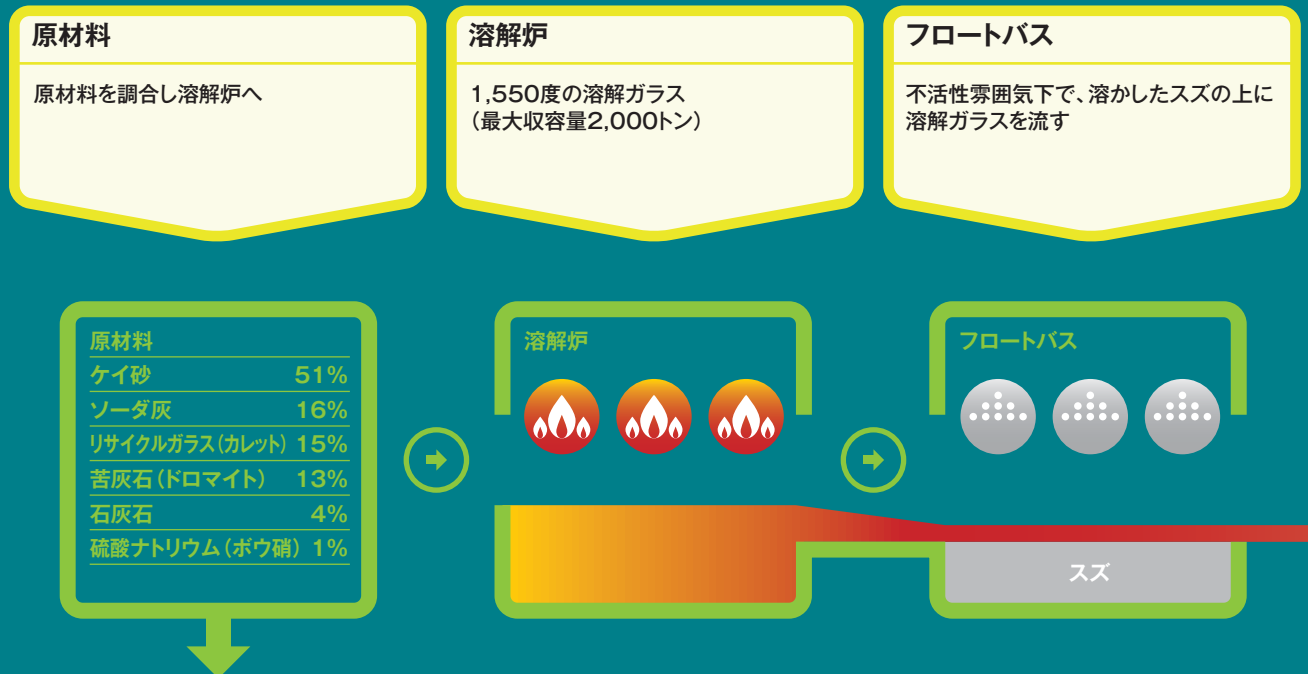 原材料
原材料を調合し溶解炉へ
溶解炉
1,550度の溶解ガラス
（最大収容量2,000トン）
フロートバス
不活性雰囲気下で、溶かしたスズの上に
溶解ガラスを流す
原材料
ケイ砂 51%
ソーダ灰 16%
リサイクルガラス（カレット） 15%
苦灰石（ドロマイト） 13%
石灰石 4%
硫酸ナトリウム（ボウ硝） 1%
溶解炉
フロートバス
スズ